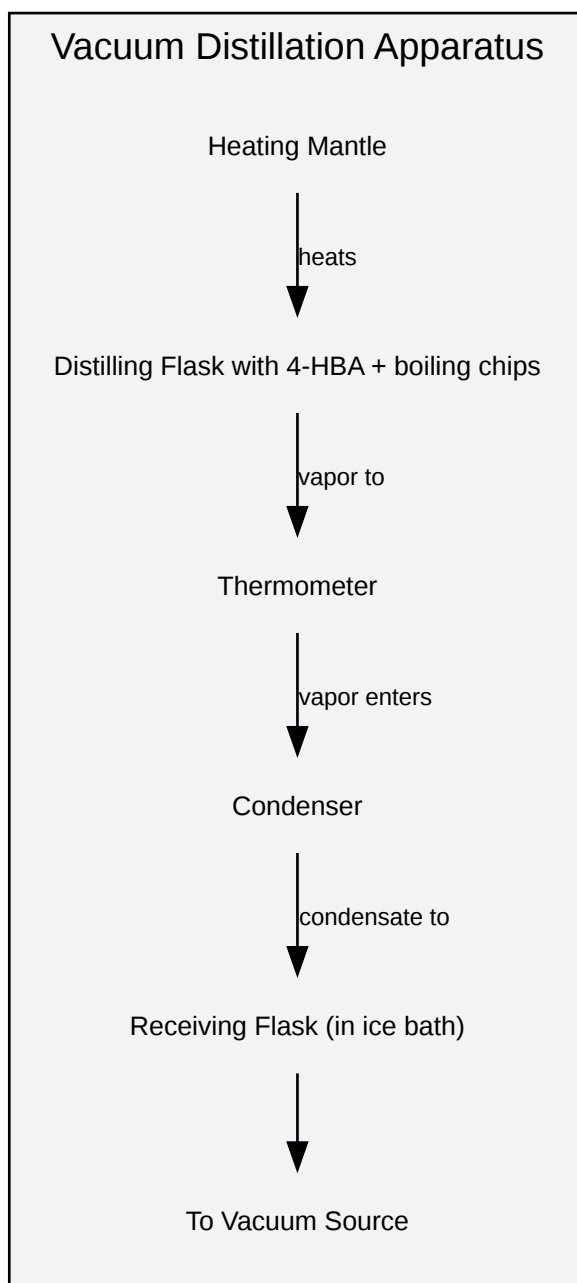 Vacuum Distillation Apparatus
Heating Mantle
heats
Distilling Flask with 4-HBA + boiling chips
vapor to
Thermometer
vapor enters
Condenser
condensate to
Receiving Flask (in ice bath)
To Vacuum Source